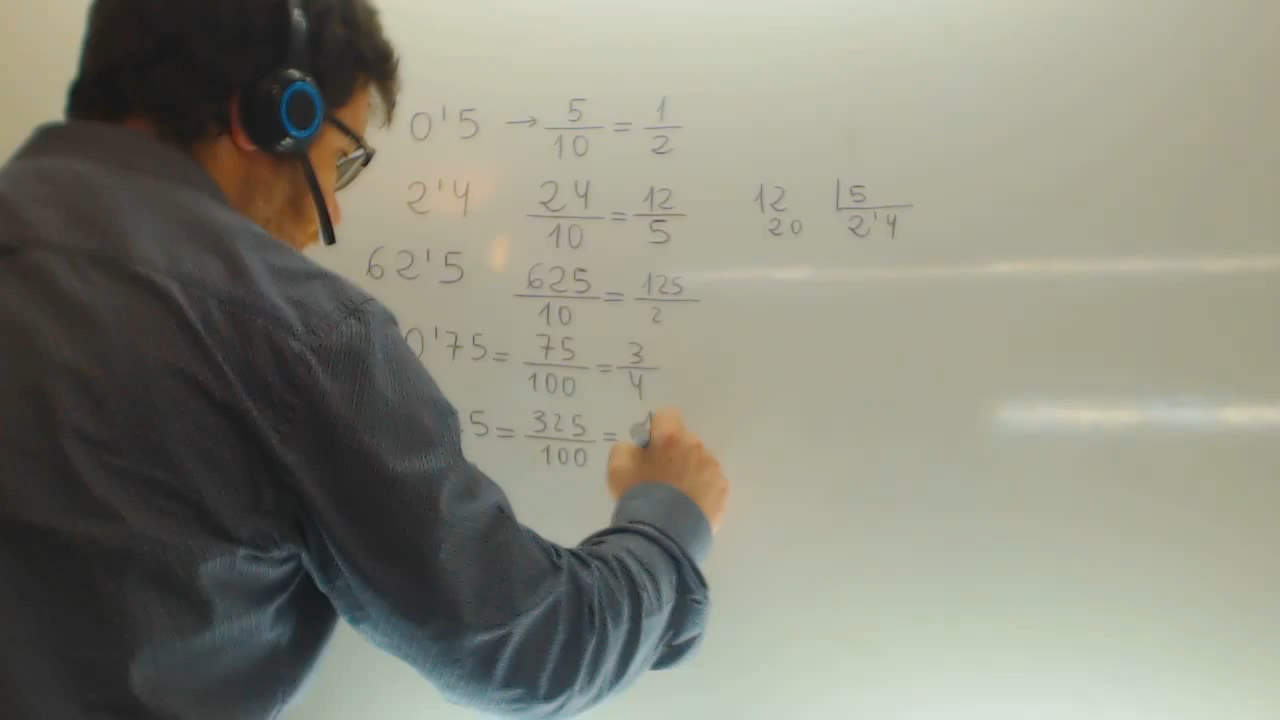 0'5 → 5/10 = 1/2
2'4 24/10 = 12/5 12 |5
20 2'4
62'5 625/10 = 125/2
0'75 = 75/100 = 3/4
5 = 325/100 =